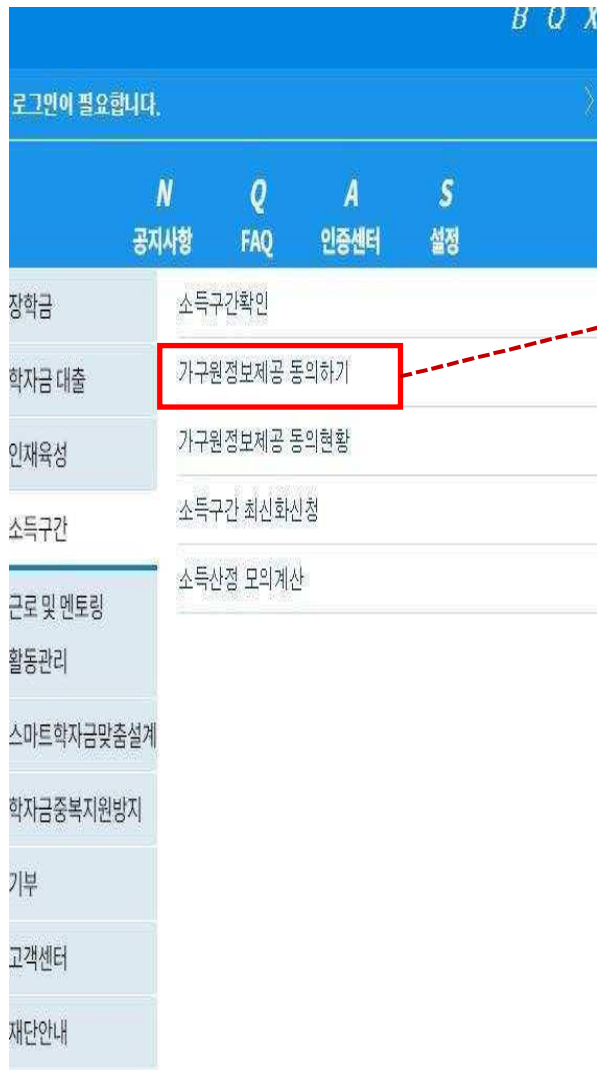 B Q X
로그인이 필요합니다.
N Q A S
공지사항 FAQ 인증센터 설정
장학금
학자금 대출
인재육성
소득구간
근로 및 멘토링
활동관리
스마트학자금맞춤설계
학자금중복지원방지
기부
고객센터
재단안내
소득구간확인
가구원정보제공 동의하기
가구원정보제공 동의현황
소득구간 최신화신청
소득산정 모의계산